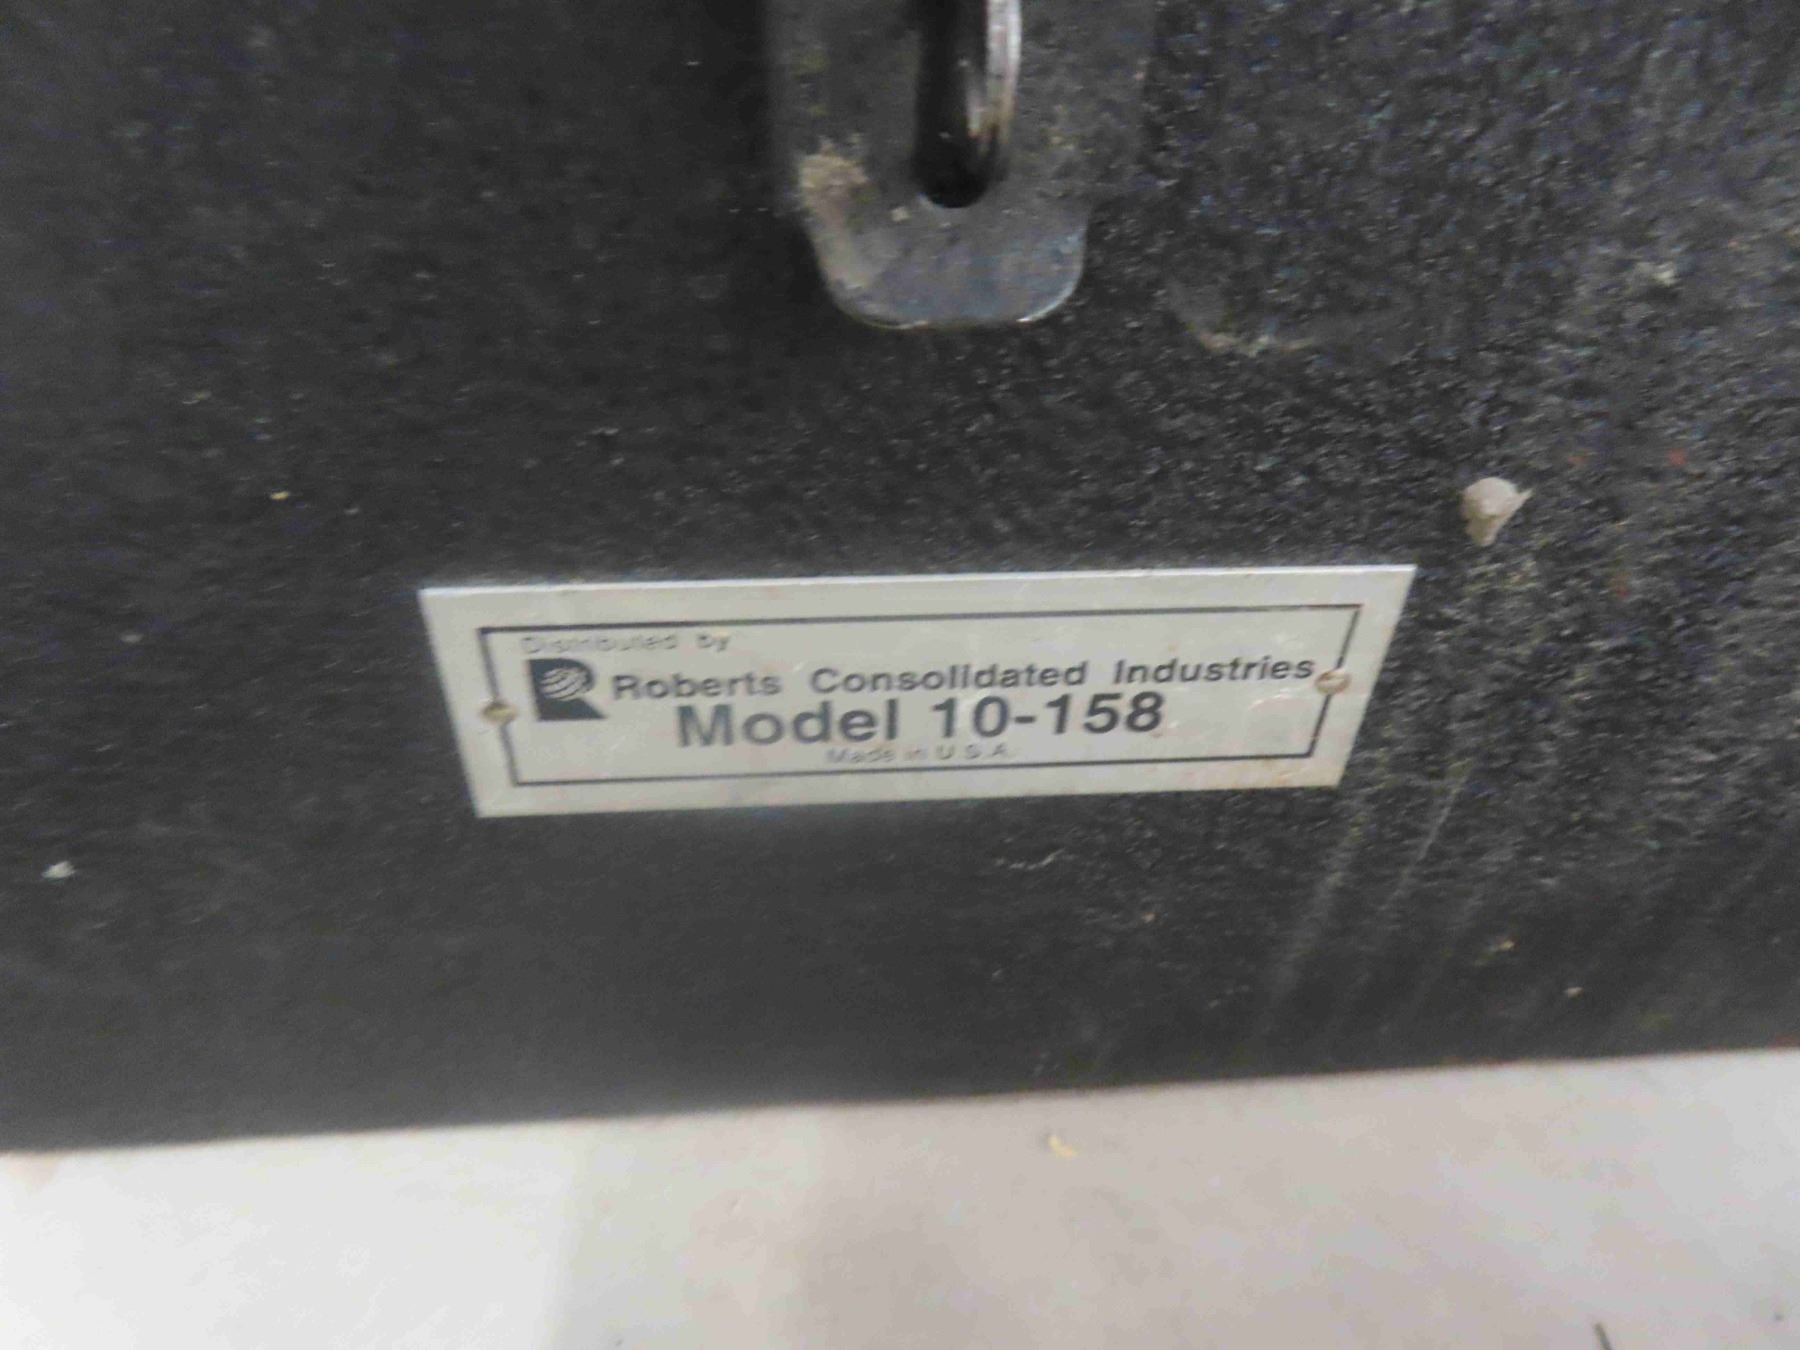 Distributed by
Roberts Consolidated Industries
Model 10-158
Made in U.S.A.